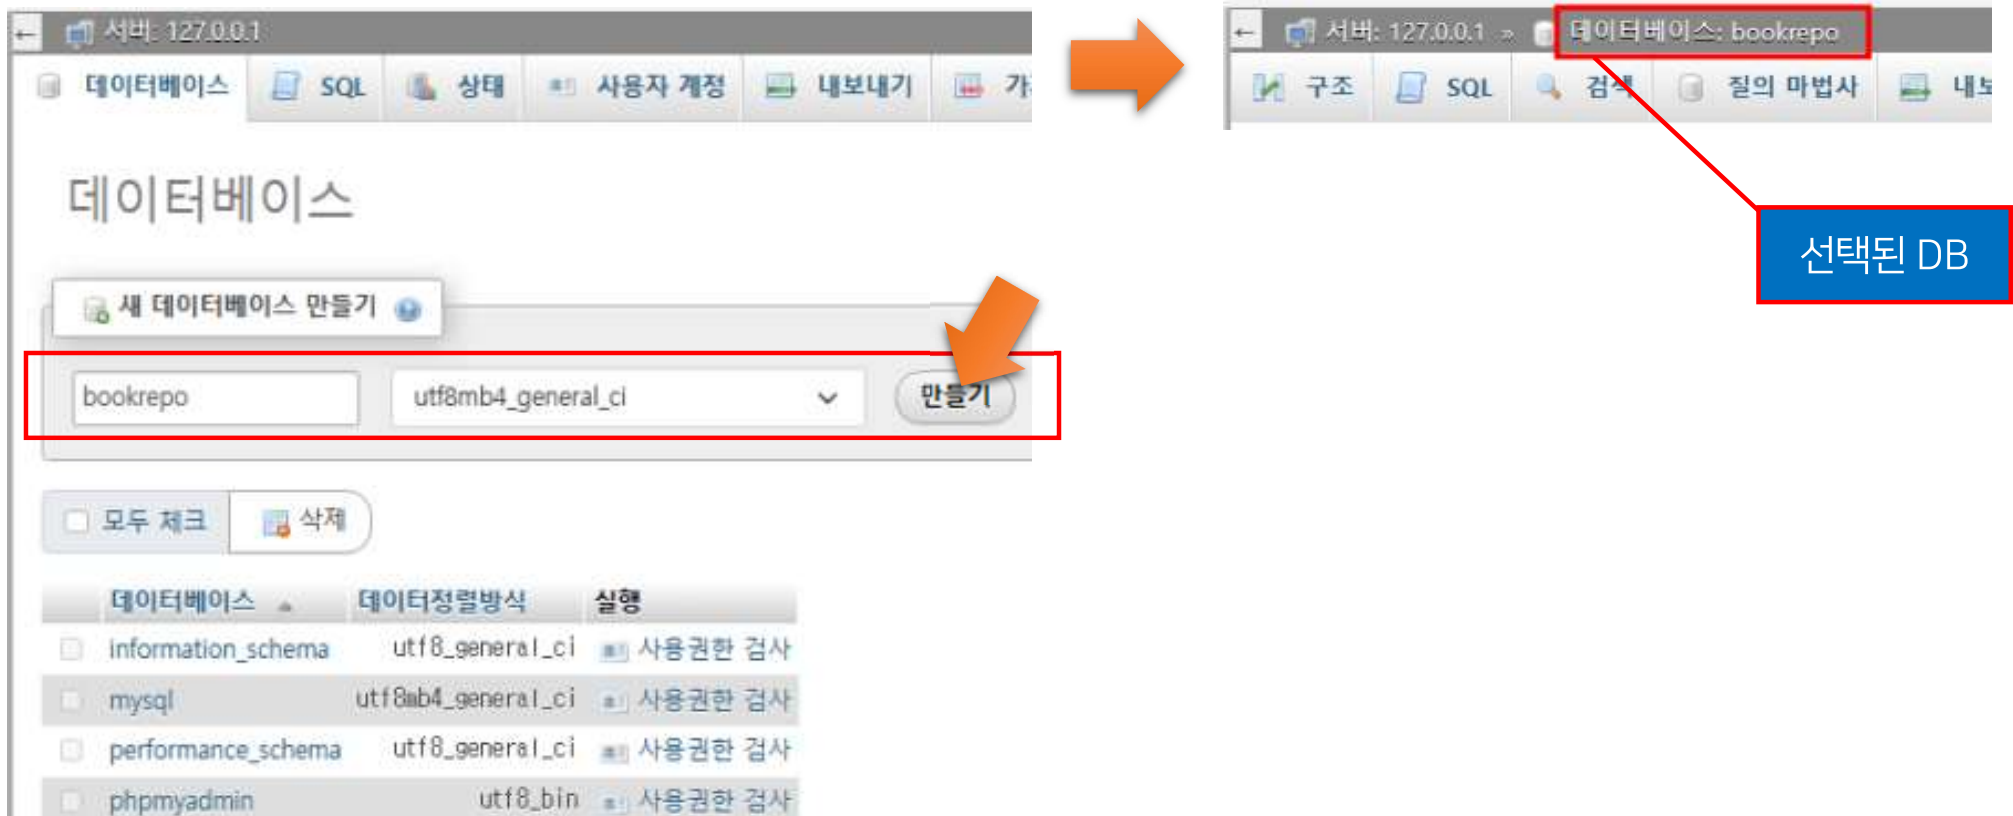 서버: 127.0.0.1
데이터베이스 SQL 상태 사용자 계정 내보내기
데이터베이스
새 데이터베이스 만들기
bookrepo utf8mb4_general_ci 만들기
모두 체크 삭제
데이터베이스 데이터정렬방식 실행
information_schema utf8_general_ci 사용권한 검사
mysql utf8mb4_general_ci 사용권한 검사
performance_schema utf8_general_ci 사용권한 검사
phpmyadmin utf8_bin 사용권한 검사
서버: 127.0.0.1 » 데이터베이스: bookrepo
구조 SQL 검색 질의 마법사
선택된 DB